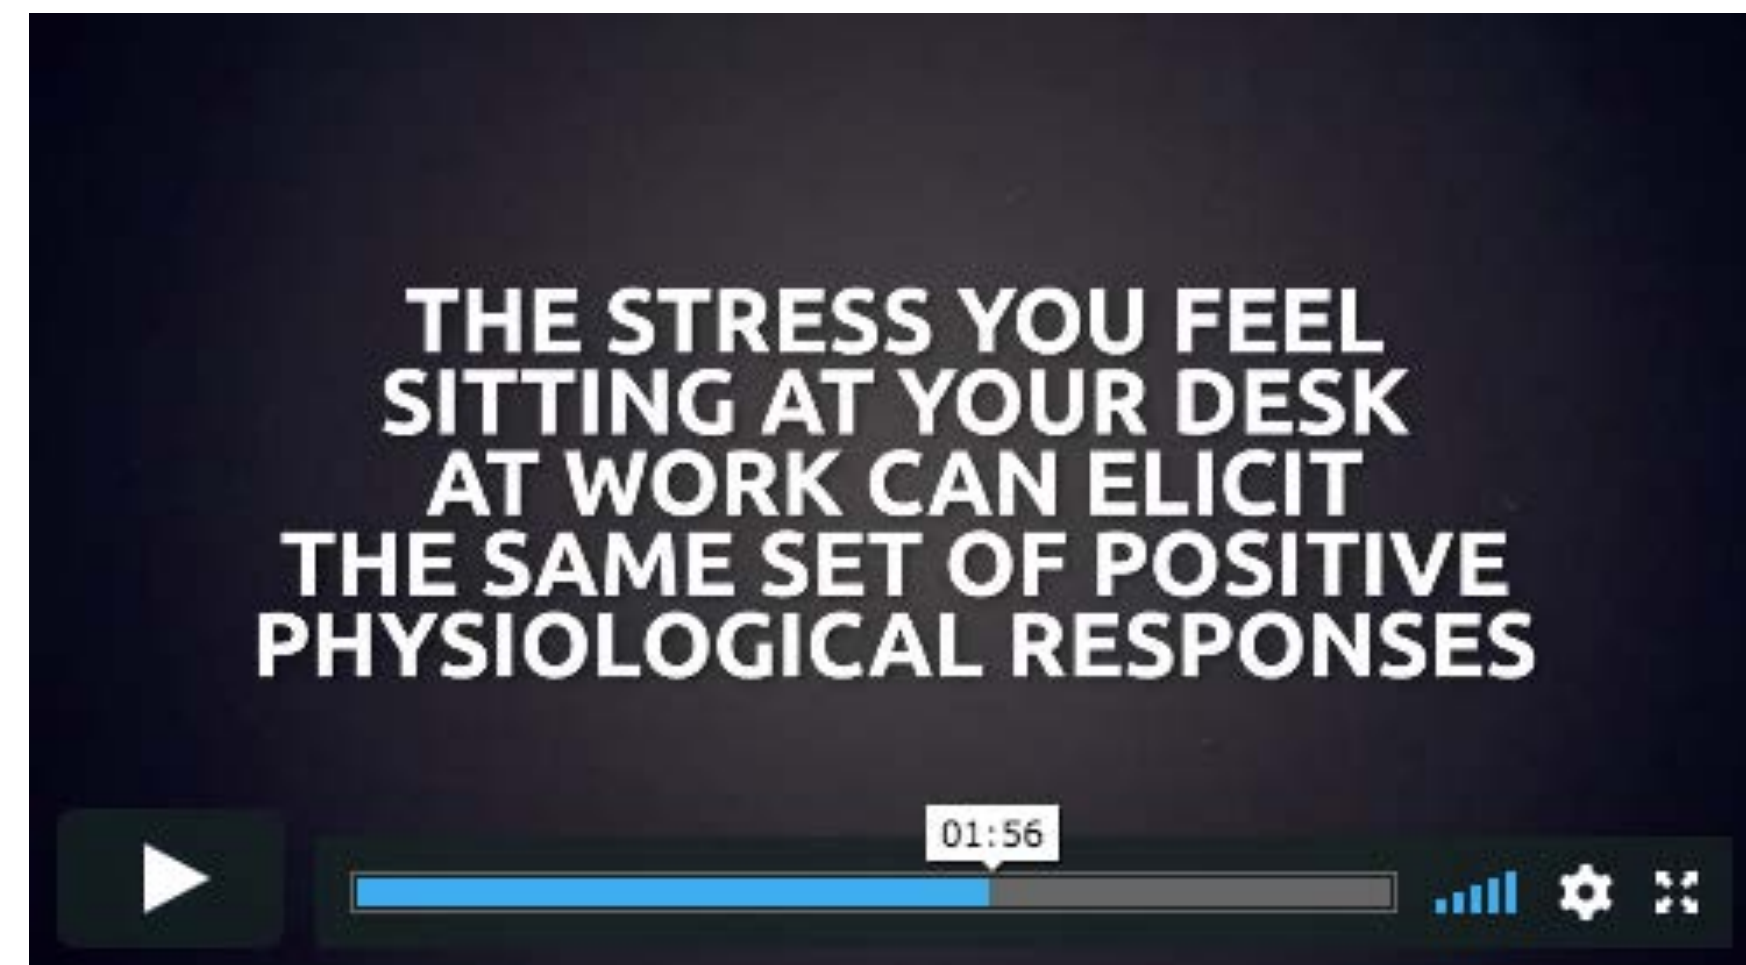 THE STRESS YOU FEEL
SITTING AT YOUR DESK
AT WORK CAN ELICIT
THE SAME SET OF POSITIVE
PHYSIOLOGICAL RESPONSES
01:56